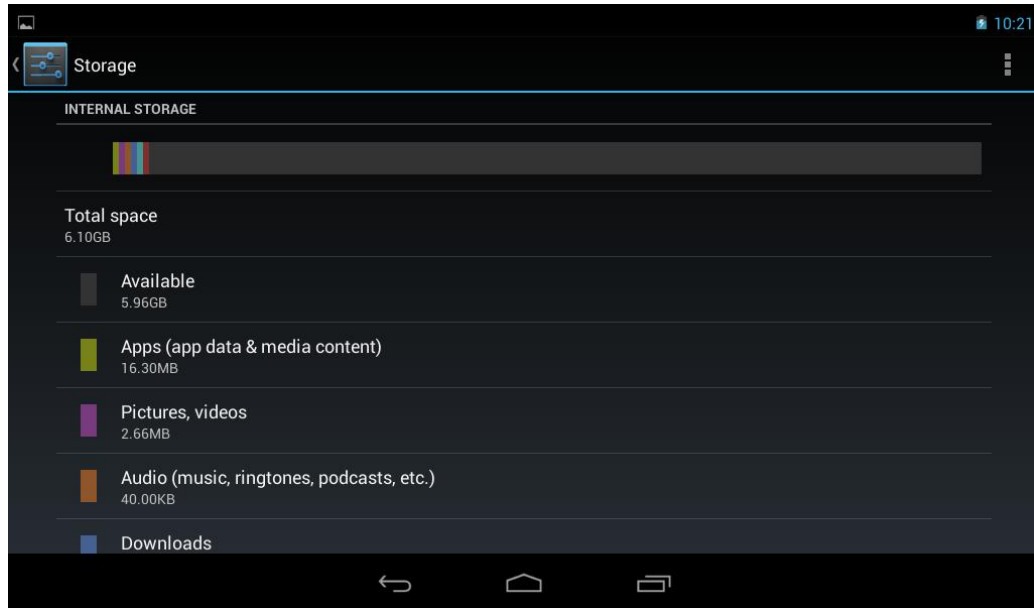 10:21
Storage
INTERNAL STORAGE
Total space
6.10GB
Available
5.96GB
Apps (app data & media content)
16.30MB
Pictures, videos
2.66MB
Audio (music, ringtones, podcasts, etc.)
40.00KB
Downloads